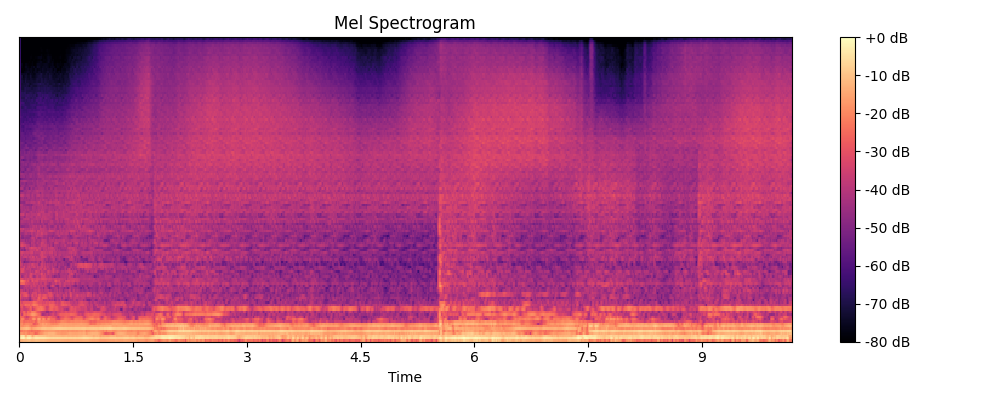 Mel Spectrogram
+0 dB
-10 dB
-20 dB
-30 dB
-40 dB
-50 dB
-60 dB
-70 dB
-80 dB
0 1.5 3 4.5 6 7.5 9
Time